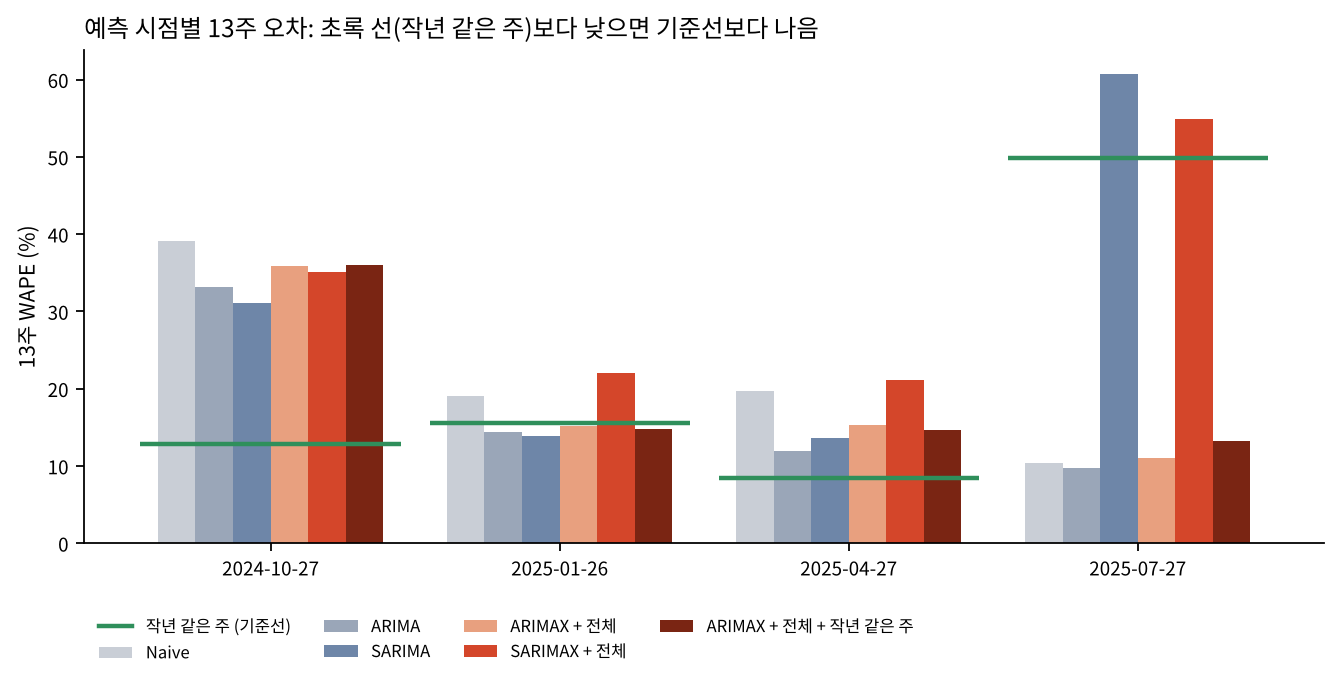 예측 시점별 13주 오차: 초록 선(작년 같은 주)보다 낮으면 기준선보다 나음
13주 WAPE (%)
60
50
40
30
20
10
0
2024-10-27 2025-01-26 2025-04-27 2025-07-27
작년 같은 주 (기준선) ARIMA ARIMAX + 전체 ARIMAX + 전체 + 작년 같은 주
Naive SARIMA SARIMAX + 전체